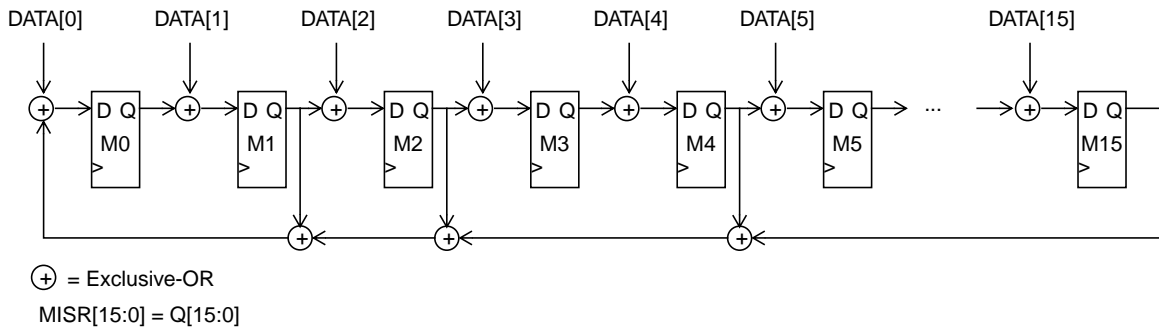 DATA[0] DATA[1] DATA[2] DATA[3] DATA[4] DATA[5] DATA[15]
+ D Q + D Q + D Q + D Q + D Q + D Q ... + D Q
M0 M1 M2 M3 M4 M5 M15
+ + +
+ = Exclusive-OR
MISR[15:0] = Q[15:0]